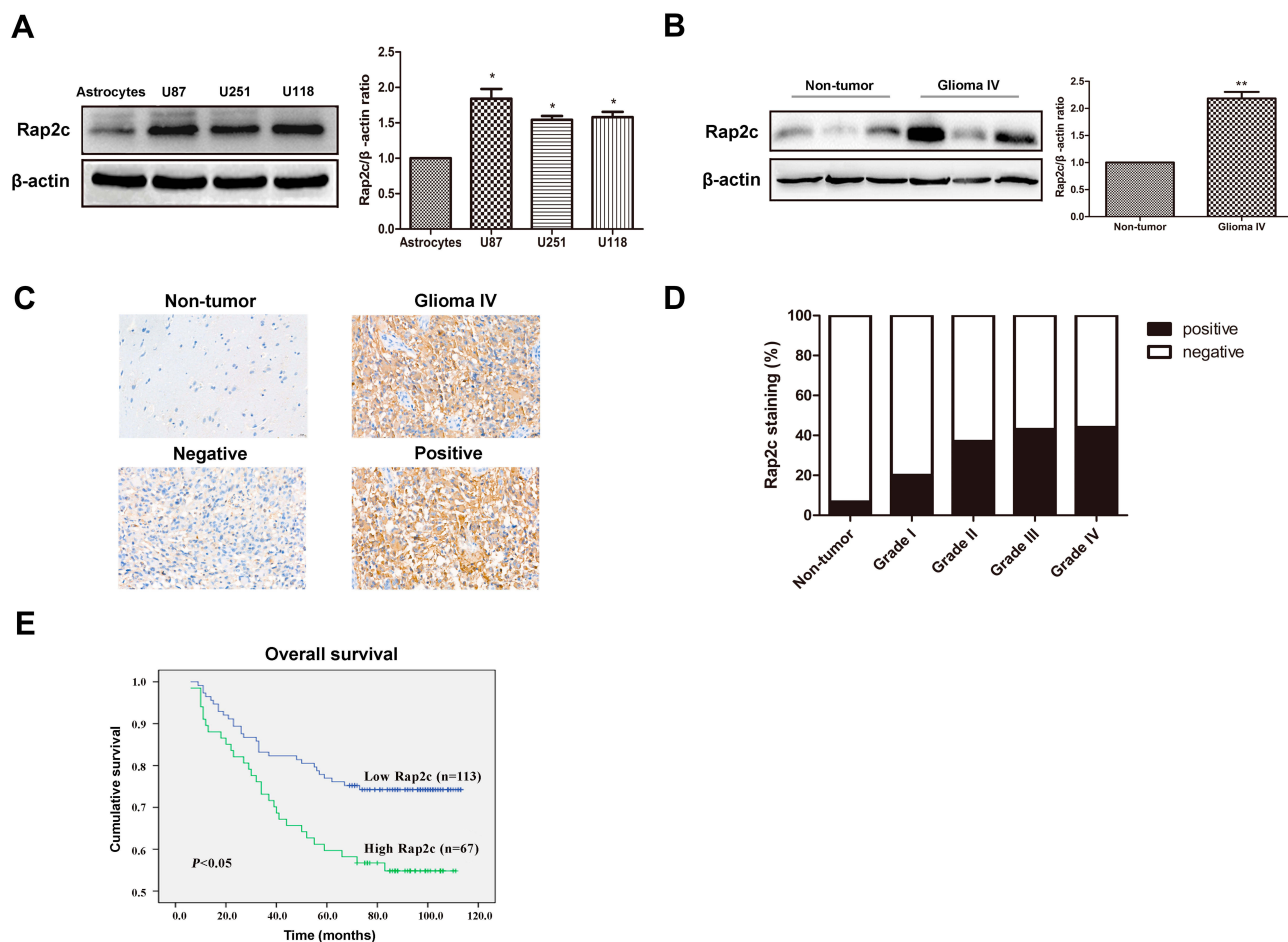 A
Astrocytes U87 U251 U118
Rap2c
β-actin
Rap2c/β -actin ratio
2.5
2.0
1.5
1.0
0.5
0.0
* * *
Astrocytes U87 U251 U118
B
Non-tumor Glioma IV
Rap2c
β-actin
Rap2c/β -actin ratio
2.5
2.0
1.5
1.0
0.5
0.0
**
Non-tumor Glioma IV
C
Non-tumor Glioma IV
Negative Positive
D
Rap2c staining (%)
100
80
60
40
20
0
Non-tumor Grade I Grade II Grade III Grade IV
positive
negative
E
Overall survival
Cumulative survival
1.0
0.9
0.8
0.7
0.6
0.5
Low Rap2c (n=113)
High Rap2c (n=67)
P<0.05
0.0 20.0 40.0 60.0 80.0 100.0 120.0
Time (months)